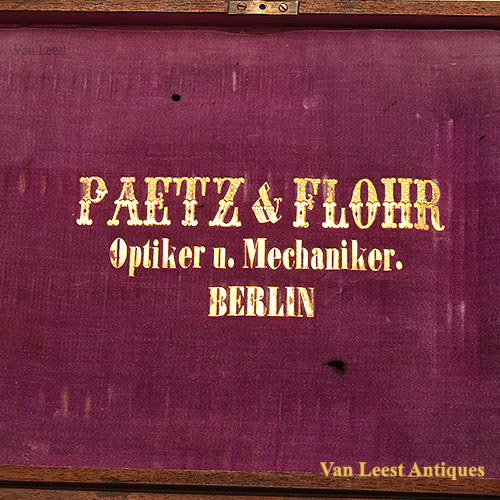 Van Leest
PAETZ & FLOHR
Optiker u. Mechaniker.
BERLIN
Van Leest Antiques